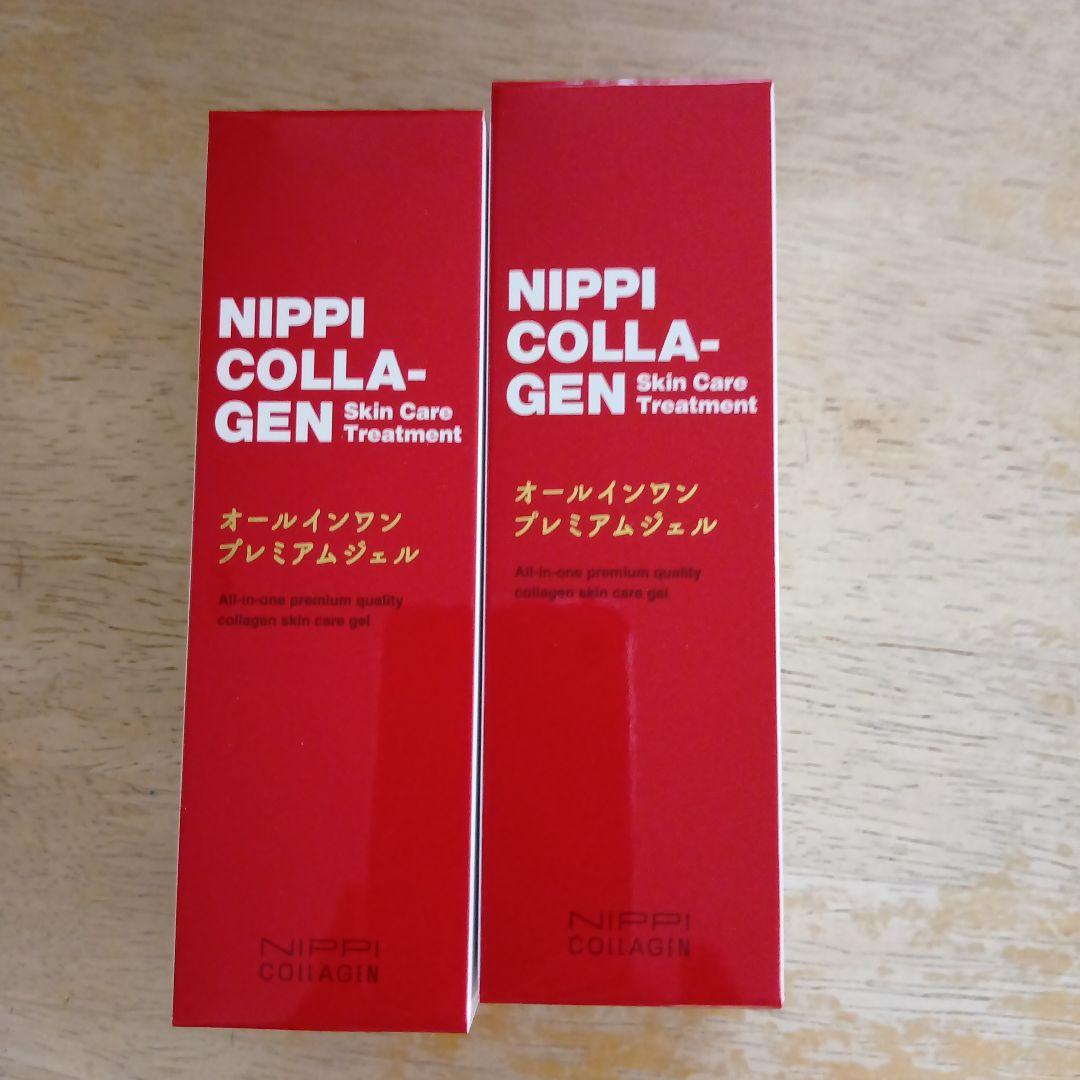 NIPPI
COLLA-
GEN Skin Care
Treatment
オールインワン
プレミアムジェル
All-in-one premium quality
collagen skin care gel
NIPPI
COLLAGEN
NIPPI
COLLA-
GEN Skin Care
Treatment
オールインワン
プレミアムジェル
All-in-one premium quality
collagen skin care gel
NIPPI
COLLAGEN